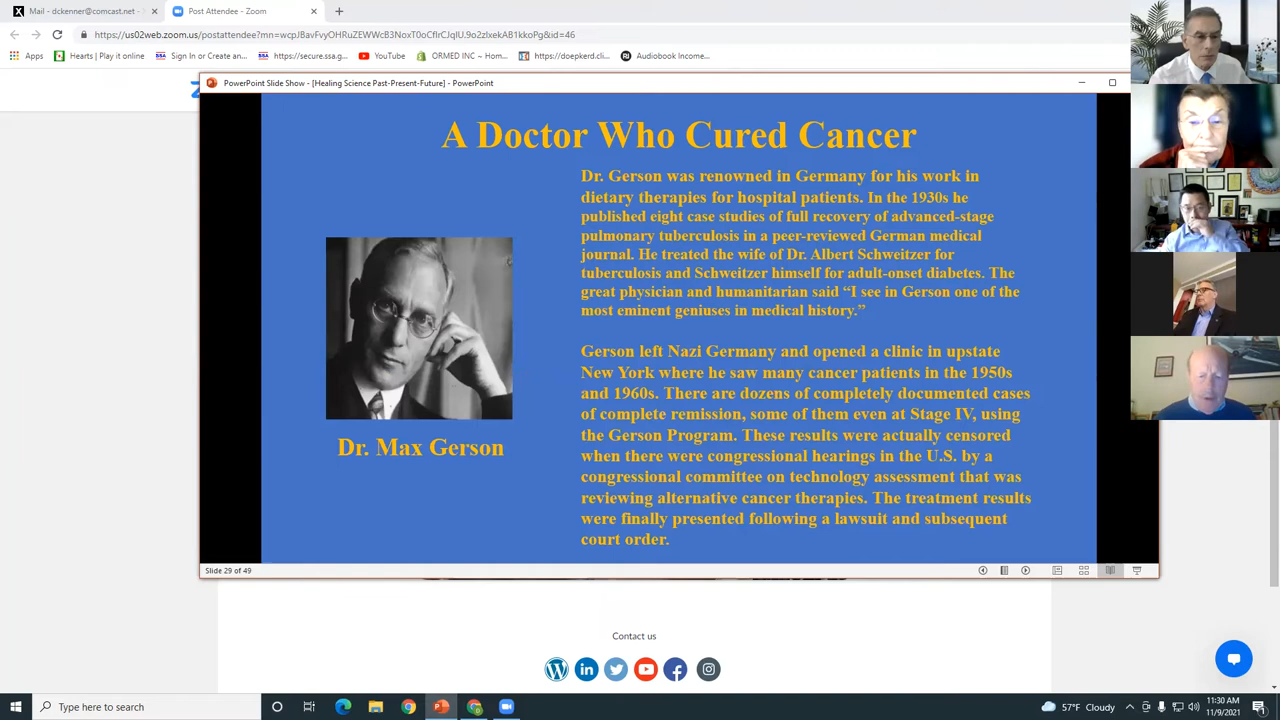 Mail - dckenner@comcast.net - X
Post Attendee - Zoom
Apps
Hearts | Play it online
Sign In or Create an...
https://secure.ssa.g...
YouTube
ORMED INC ~ Hom...
https://doepkerd.cli...
Audiobook Income...
PowerPoint Slide Show - [Healing Science Past-Present-Future] - PowerPoint
A Doctor Who Cured Cancer
Dr. Gerson was renowned in Germany for his work in
dietary therapies for hospital patients. In the 1930s he
published eight case studies of full recovery of advanced-stage
pulmonary tuberculosis in a peer-reviewed German medical
journal. He treated the wife of Dr. Albert Schweitzer for
tuberculosis and Schweitzer himself for adult-onset diabetes. The
great physician and humanitarian said “I see in Gerson one of the
most eminent geniuses in medical history.”
Gerson left Nazi Germany and opened a clinic in upstate
New York where he saw many cancer patients in the 1950s
and 1960s. There are dozens of completely documented cases
of complete remission, some of them even at Stage IV, using
the Gerson Program. These results were actually censored
when there were congressional hearings in the U.S. by a
congressional committee on technology assessment that was
reviewing alternative cancer therapies. The treatment results
were finally presented following a lawsuit and subsequent
court order.
Dr. Max Gerson
Slide 29 of 49
Contact us
Type here to search
57°F Cloudy
11:30 AM
11/9/2021